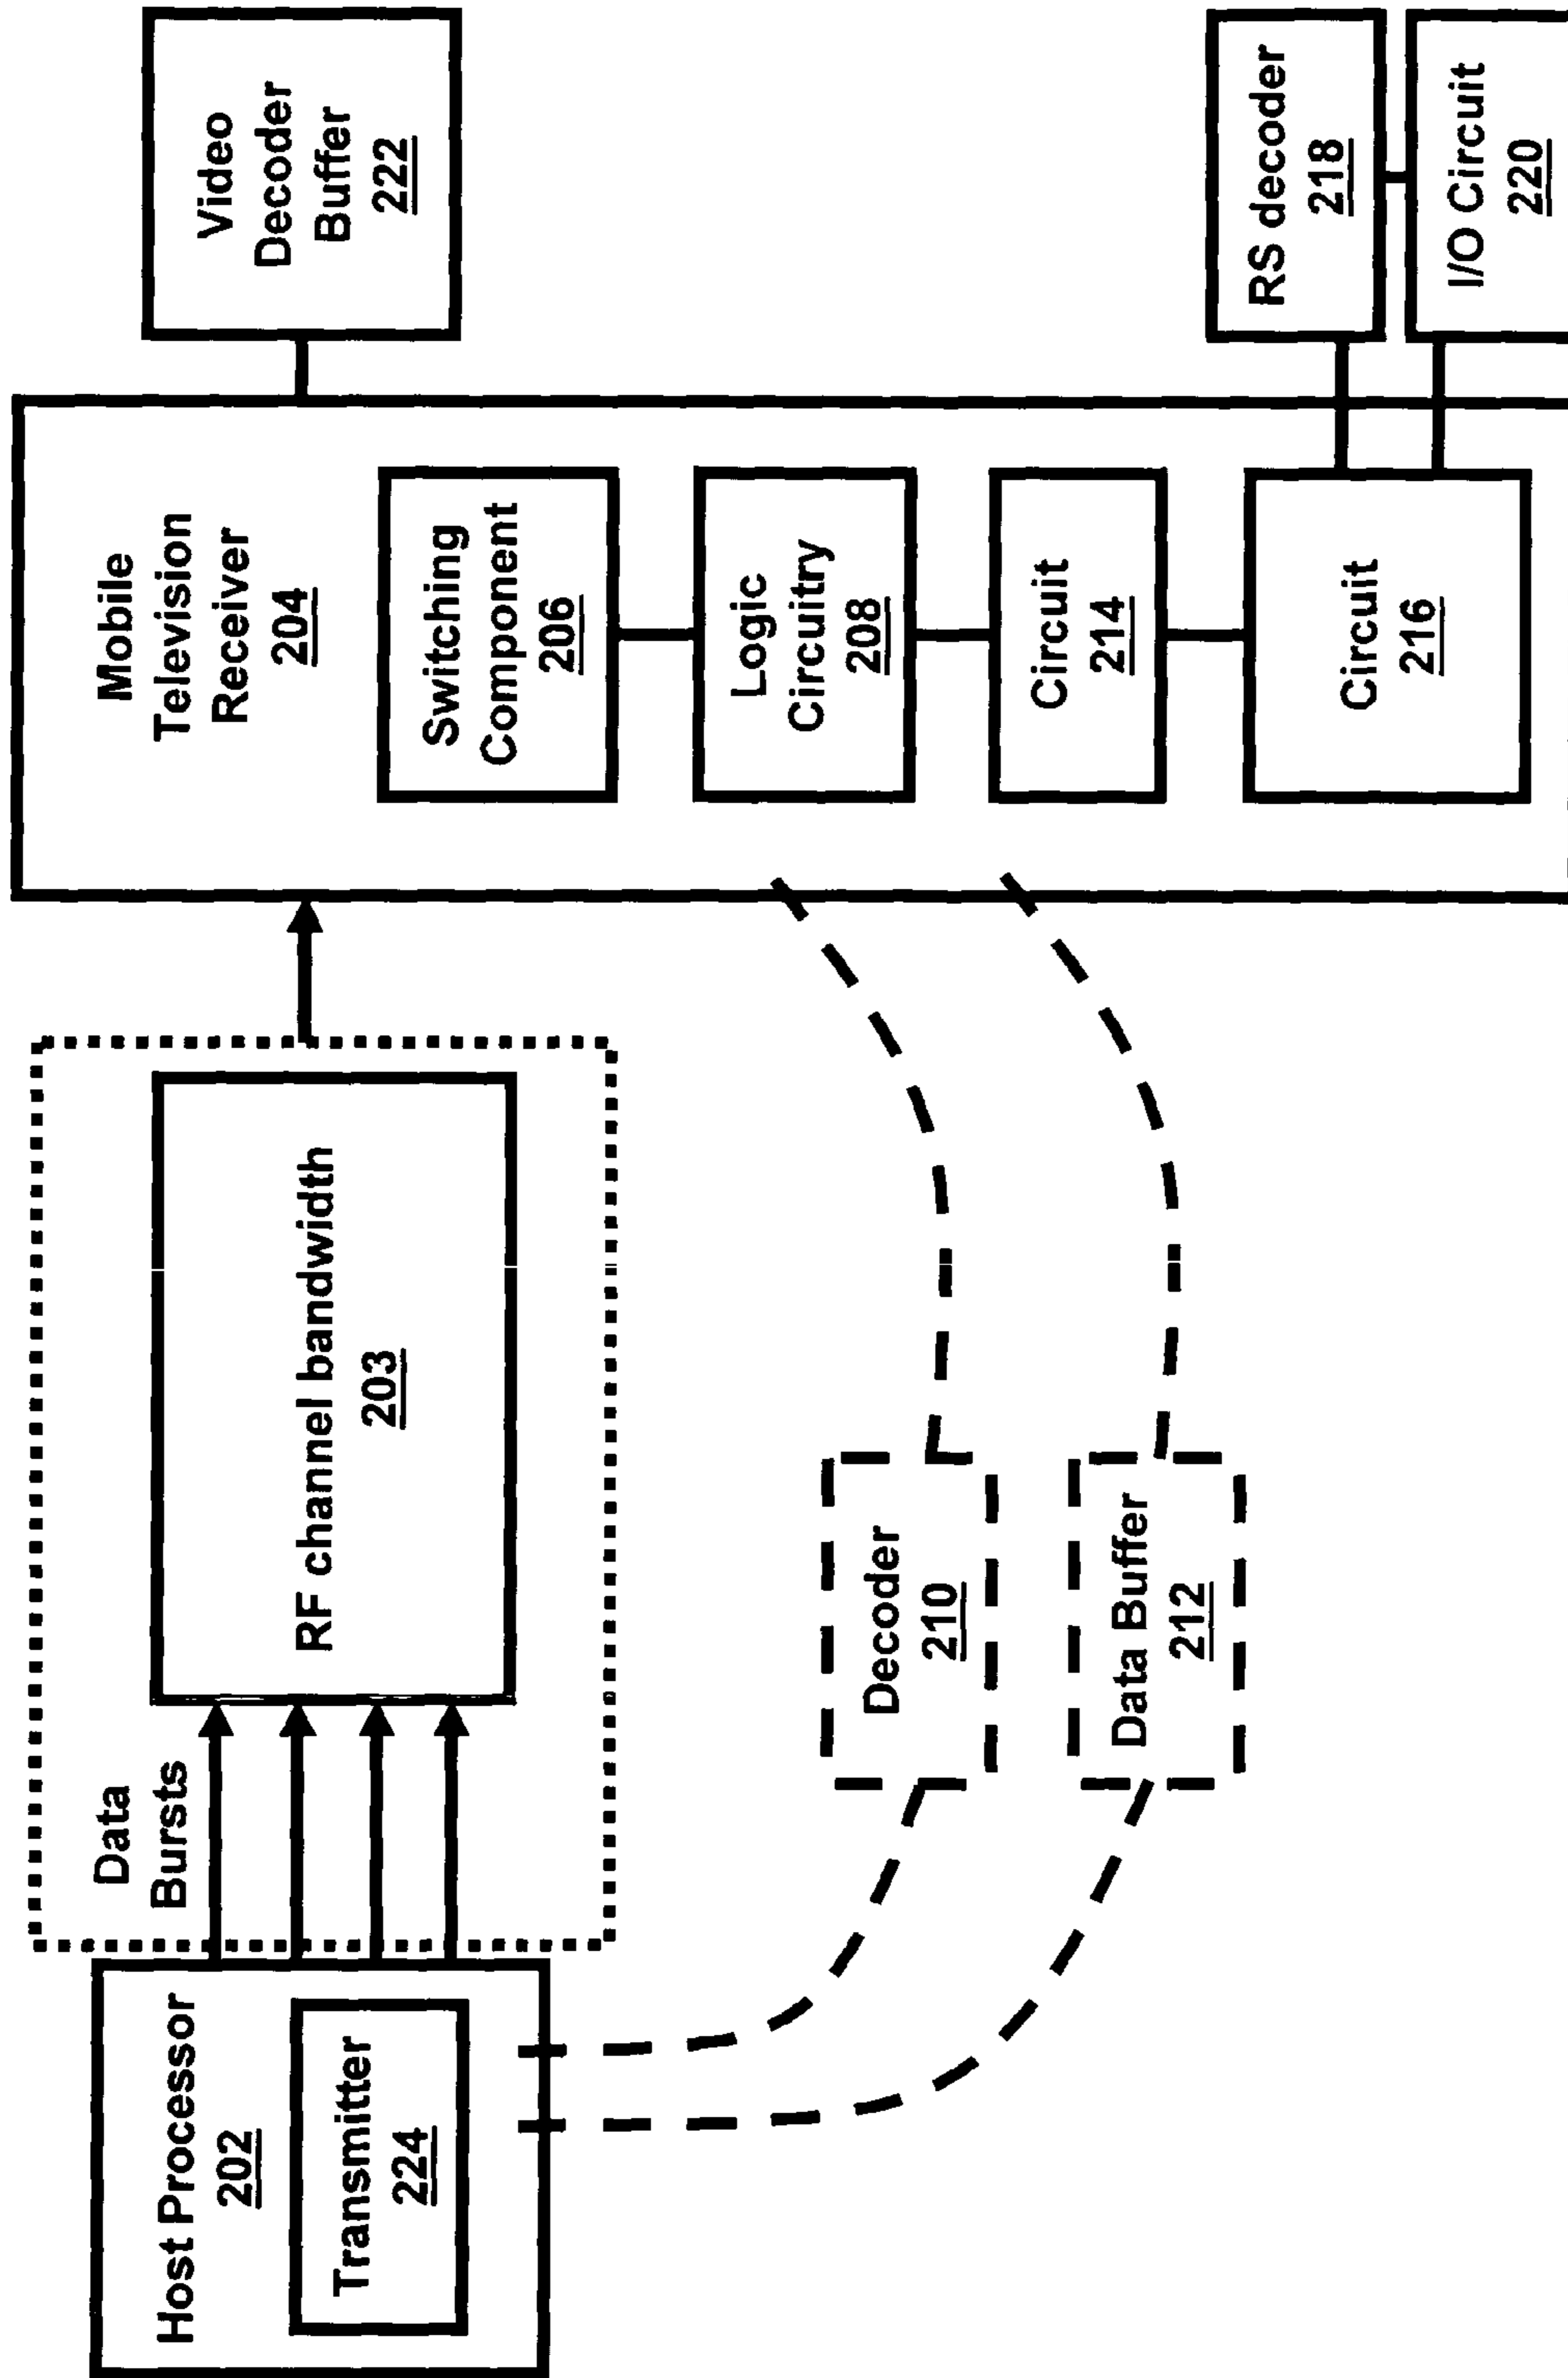 Host Processor
202
Transmitter
224
Data
Bursts
RF channel bandwidth
203
Decoder
210
Data Buffer
212
Mobile
Television
Receiver
204
Switching
Component
206
Logic
Circuitry
208
Circuit
214
Circuit
216
Video
Decoder
Buffer
222
RS decoder
218
I/O Circuit
220